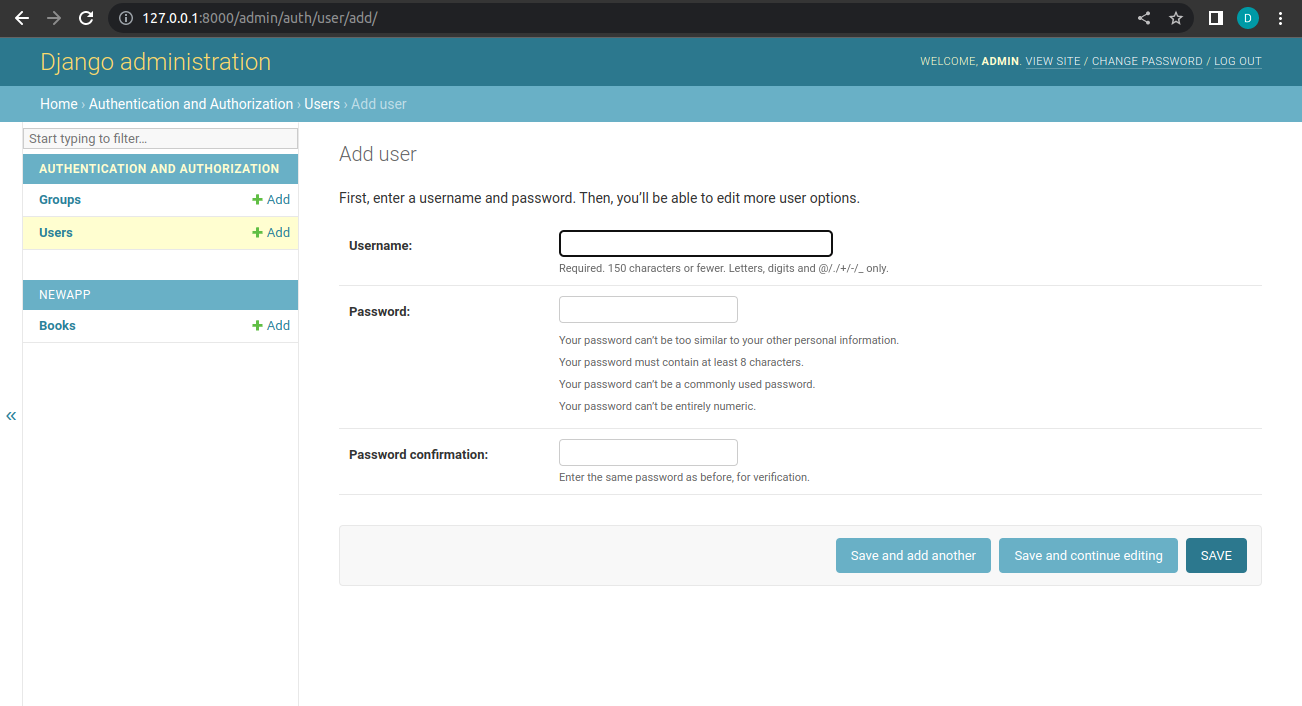 127.0.0.1:8000/admin/auth/user/add/
D
Django administration
WELCOME, ADMIN. VIEW SITE / CHANGE PASSWORD / LOG OUT
Home › Authentication and Authorization › Users › Add user
Start typing to filter…
AUTHENTICATION AND AUTHORIZATION
Groups + Add
Users + Add
NEWAPP
Books + Add
«
Add user
First, enter a username and password. Then, you’ll be able to edit more user options.
Username:
Required. 150 characters or fewer. Letters, digits and @/./+/-/_ only.
Password:
Your password can’t be too similar to your other personal information.
Your password must contain at least 8 characters.
Your password can’t be a commonly used password.
Your password can’t be entirely numeric.
Password confirmation:
Enter the same password as before, for verification.
Save and add another
Save and continue editing
SAVE